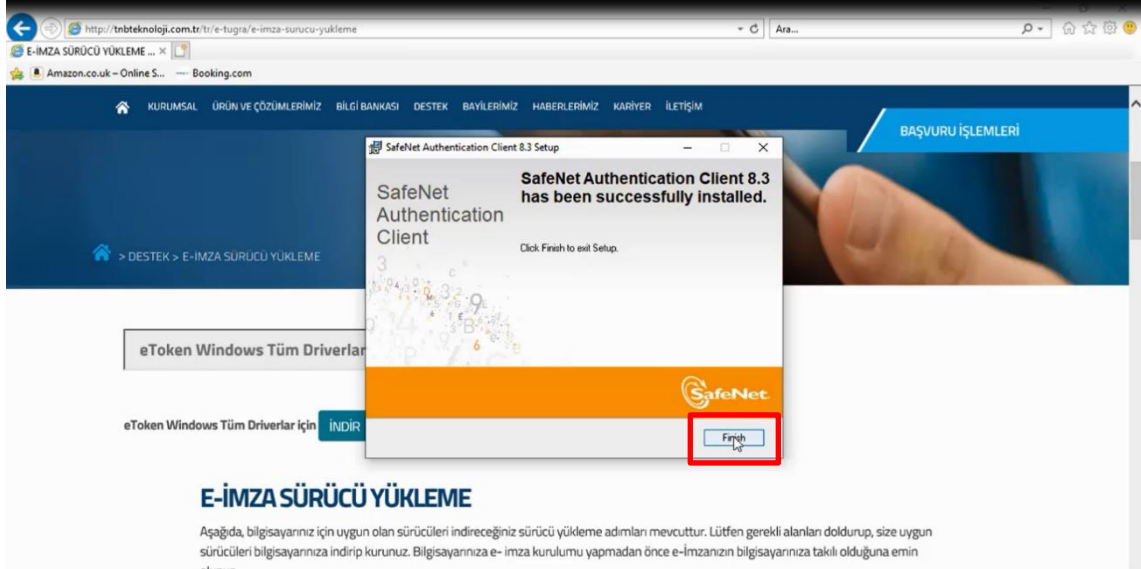 http://tnbteknoloji.com.tr/tr/e-tugra/e-imza-surucu-yukleme
Ara...
E-İMZA SÜRÜCÜ YÜKLEME ...
Amazon.co.uk – Online S...
Booking.com
KURUMSAL ÜRÜN VE ÇÖZÜMLERİMİZ BİLGİ BANKASI DESTEK BAYİLERİMİZ HABERLERİMİZ KARİYER İLETİŞİM
BAŞVURU İŞLEMLERİ
SafeNet Authentication Client 8.3 Setup
SafeNet
Authentication
Client
SafeNet Authentication Client 8.3
has been successfully installed.
Click Finish to exit Setup.
> DESTEK > E-İMZA SÜRÜCÜ YÜKLEME
eToken Windows Tüm Driverlar
SafeNet.
eToken Windows Tüm Driverlar için İNDİR
Finish
E-İMZA SÜRÜCÜ YÜKLEME
Aşağıda, bilgisayarınız için uygun olan sürücüleri indireceğiniz sürücü yükleme adımları mevcuttur. Lütfen gerekli alanları doldurup, size uygun
sürücüleri bilgisayarınıza indirip kurunuz. Bilgisayarınıza e- imza kurulumu yapmadan önce e-İmzanızın bilgisayarınıza takılı olduğuna emin